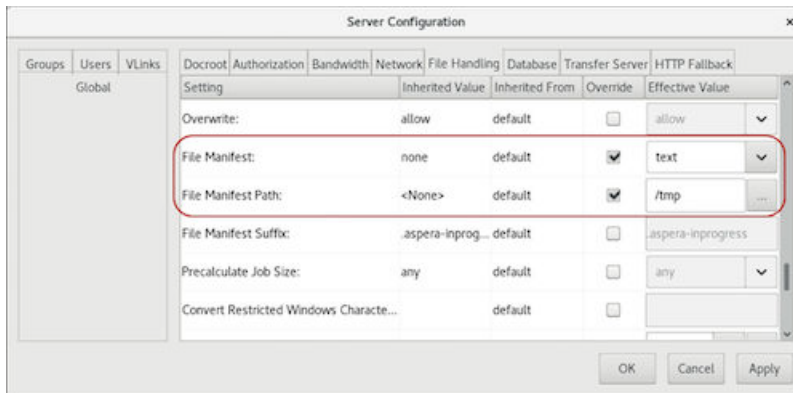 Server Configuration ×
Groups Users VLinks Docroot Authorization Bandwidth Network File Handling Database Transfer Server HTTP Fallback
Global Setting Inherited Value Inherited From Override Effective Value
Overwrite: allow default allow
File Manifest: none default text
File Manifest Path: <None> default /tmp ...
File Manifest Suffix: .aspera-inprog... default .aspera-inprogress
Precalculate Job Size: any default any
Convert Restricted Windows Characte... default
OK Cancel Apply